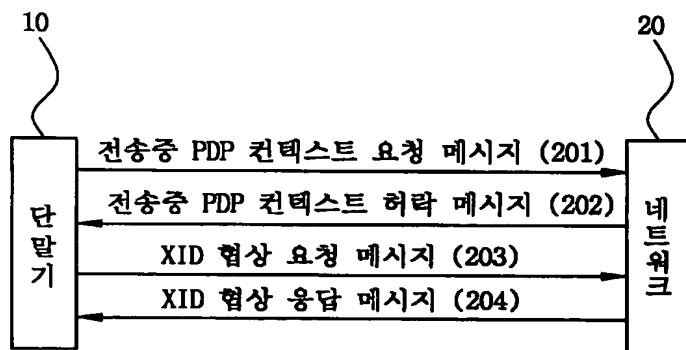 10
20
전송중 PDP 컨텍스트 요청 메시지 (201)
전송중 PDP 컨텍스트 허락 메시지 (202)
XID 협상 요청 메시지 (203)
XID 협상 응답 메시지 (204)
단말기
네트워크